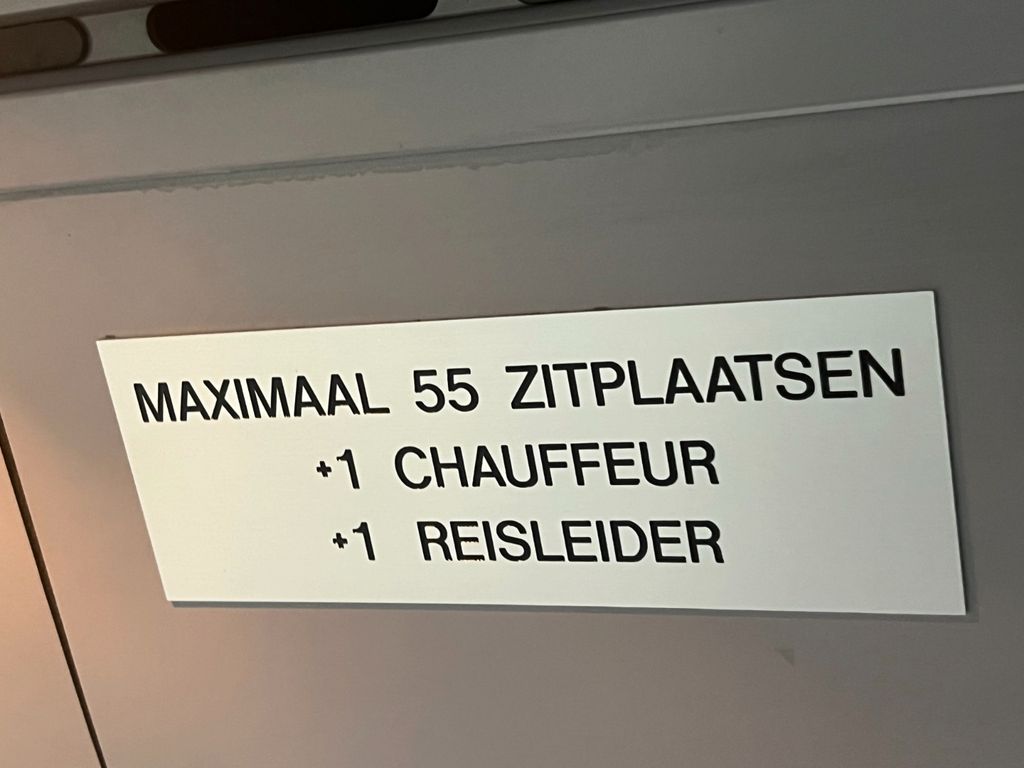 MAXIMAAL 55 ZITPLAATSEN
+1 CHAUFFEUR
+1 REISLEIDER